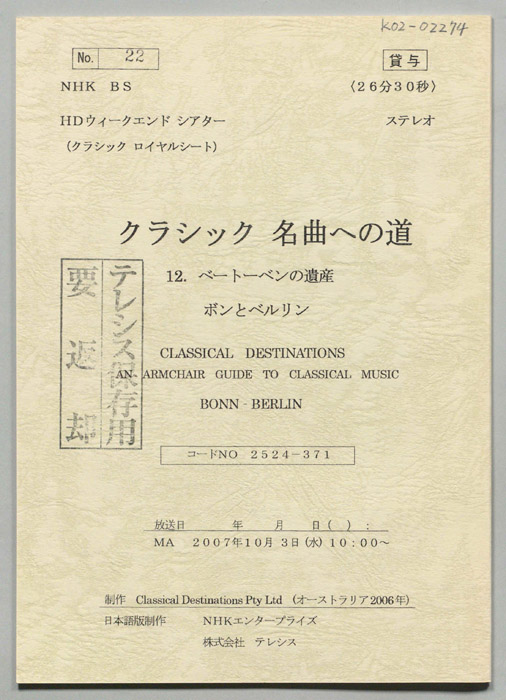 K02-02274
No. 22
貸与
NHK BS
〈26分30秒〉
HDウィークエンド シアター
ステレオ
（クラシック ロイヤルシート）
クラシック 名曲への道
12. ベートーベンの遺産
ボンとベルリン
テレシス保存用
要返却
CLASSICAL DESTINATIONS
AN ARMCHAIR GUIDE TO CLASSICAL MUSIC
BONN - BERLIN
コードNO 2524-371
放送日 年 月 日( ) :
MA 2007年10月 3日(水) 10:00～
制作 Classical Destinations Pty Ltd （オーストラリア2006年）
日本語版制作 NHKエンタープライズ
株式会社 テレシス